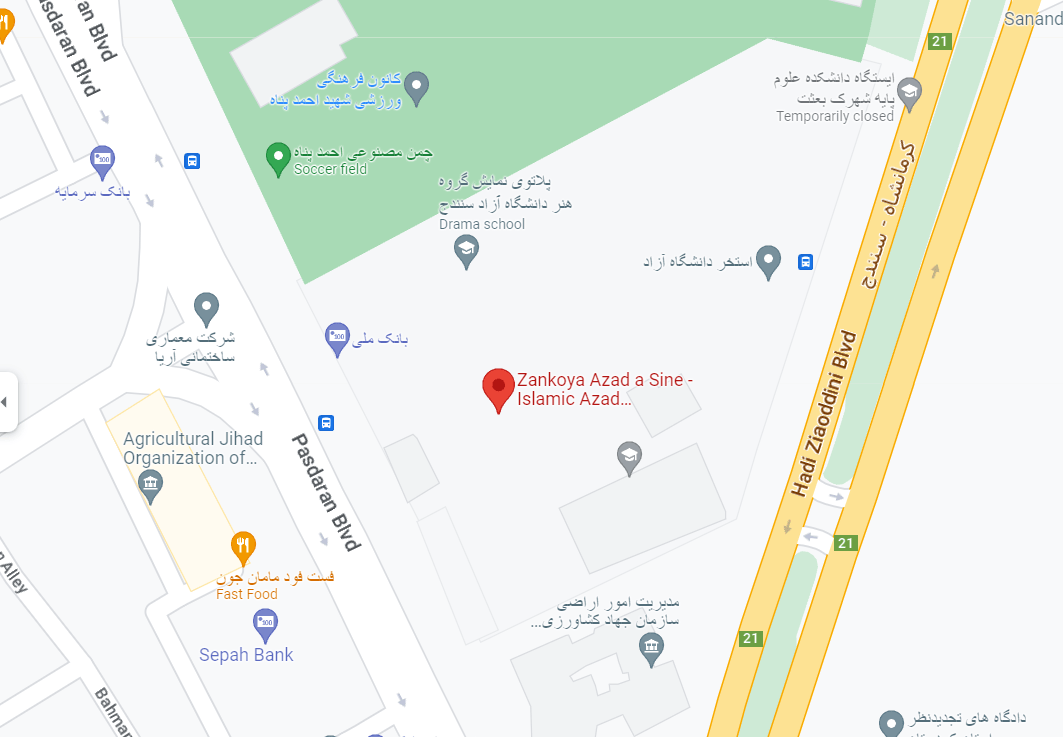 Pasdaran Blvd
Pasdaran Blvd
21
Sanand
کانون فرهنگی
ورزشی شهید احمد پناه
ایستگاه دانشکده علوم
پایه شهرک بعثت
Temporarily closed
چمن مصنوعی احمد پناه
Soccer field
بانک سرمایه
پلاتوی نمایش گروه
هنر دانشگاه آزاد سنندج
Drama school
کرمانشاه - سنندج
استخر دانشگاه آزاد
شرکت معماری
ساختمانی آریا
بانک ملی
Zankoya Azad a Sine -
Islamic Azad...
Hadi Ziaoddini Blvd
Agricultural Jihad
Organization of...
Pasdaran Blvd
21
فست فود مامان جون
Fast Food
Alley
مدیریت امور اراضی
سازمان جهاد کشاورزی...
Sepah Bank
21
Bahman
دادگاه های تجدیدنظر